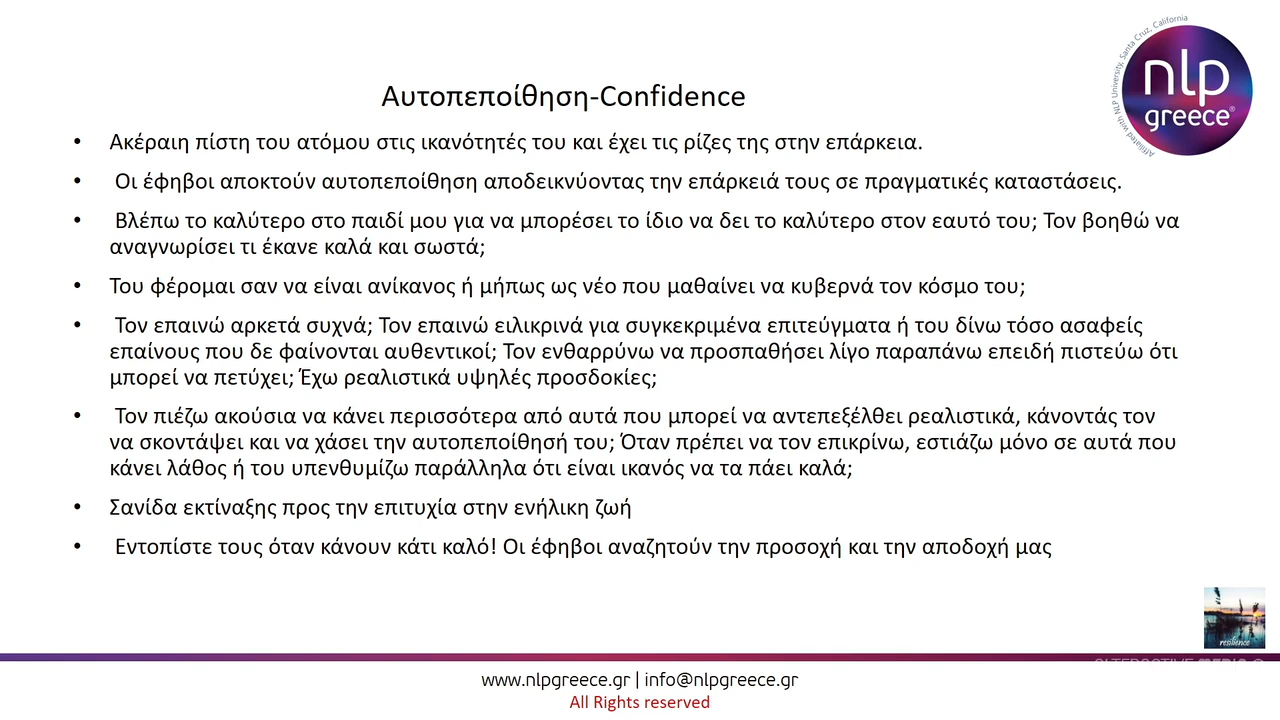 Affiliated with NLP University, Santa Cruz, California
nlp
greece®
Αυτοπεποίθηση-Confidence
• Ακέραιη πίστη του ατόμου στις ικανότητές του και έχει τις ρίζες της στην επάρκεια.
• Οι έφηβοι αποκτούν αυτοπεποίθηση αποδεικνύοντας την επάρκειά τους σε πραγματικές καταστάσεις.
• Βλέπω το καλύτερο στο παιδί μου για να μπορέσει το ίδιο να δει το καλύτερο στον εαυτό του; Τον βοηθώ να
αναγνωρίσει τι έκανε καλά και σωστά;
• Του φέρομαι σαν να είναι ανίκανος ή μήπως ως νέο που μαθαίνει να κυβερνά τον κόσμο του;
• Τον επαινώ αρκετά συχνά; Τον επαινώ ειλικρινά για συγκεκριμένα επιτεύγματα ή του δίνω τόσο ασαφείς
επαίνους που δε φαίνονται αυθεντικοί; Τον ενθαρρύνω να προσπαθήσει λίγο παραπάνω επειδή πιστεύω ότι
μπορεί να πετύχει; Έχω ρεαλιστικά υψηλές προσδοκίες;
• Τον πιέζω ακούσια να κάνει περισσότερα από αυτά που μπορεί να αντεπεξέλθει ρεαλιστικά, κάνοντάς τον
να σκοντάψει και να χάσει την αυτοπεποίθησή του; Όταν πρέπει να τον επικρίνω, εστιάζω μόνο σε αυτά που
κάνει λάθος ή του υπενθυμίζω παράλληλα ότι είναι ικανός να τα πάει καλά;
• Σανίδα εκτίναξης προς την επιτυχία στην ενήλικη ζωή
• Εντοπίστε τους όταν κάνουν κάτι καλό! Οι έφηβοι αναζητούν την προσοχή και την αποδοχή μας
resilience
www.nlpgreece.gr | info@nlpgreece.gr
All Rights reserved